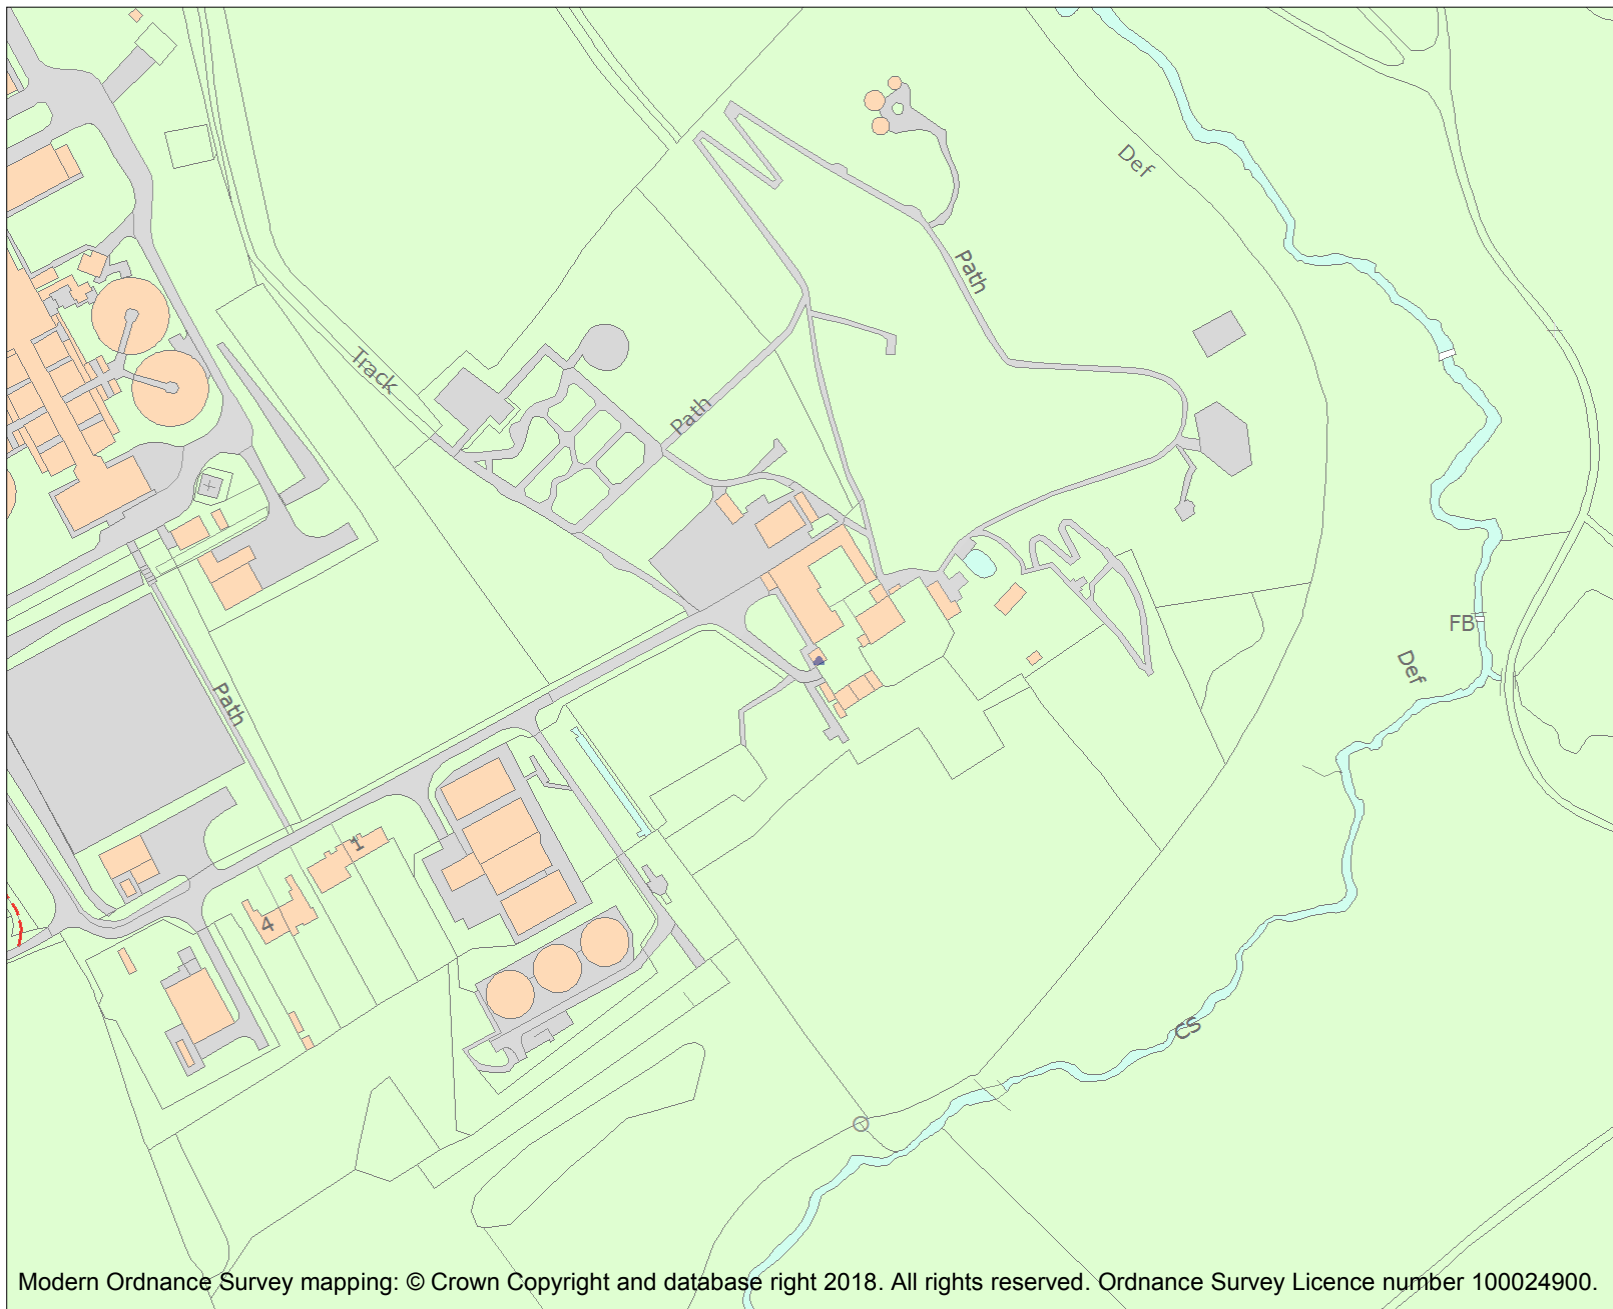 Def
Path
Track
Path
FB
Def
Path
1
4
CS
Modern Ordnance Survey mapping: © Crown Copyright and database right 2018. All rights reserved. Ordnance Survey Licence number 100024900.